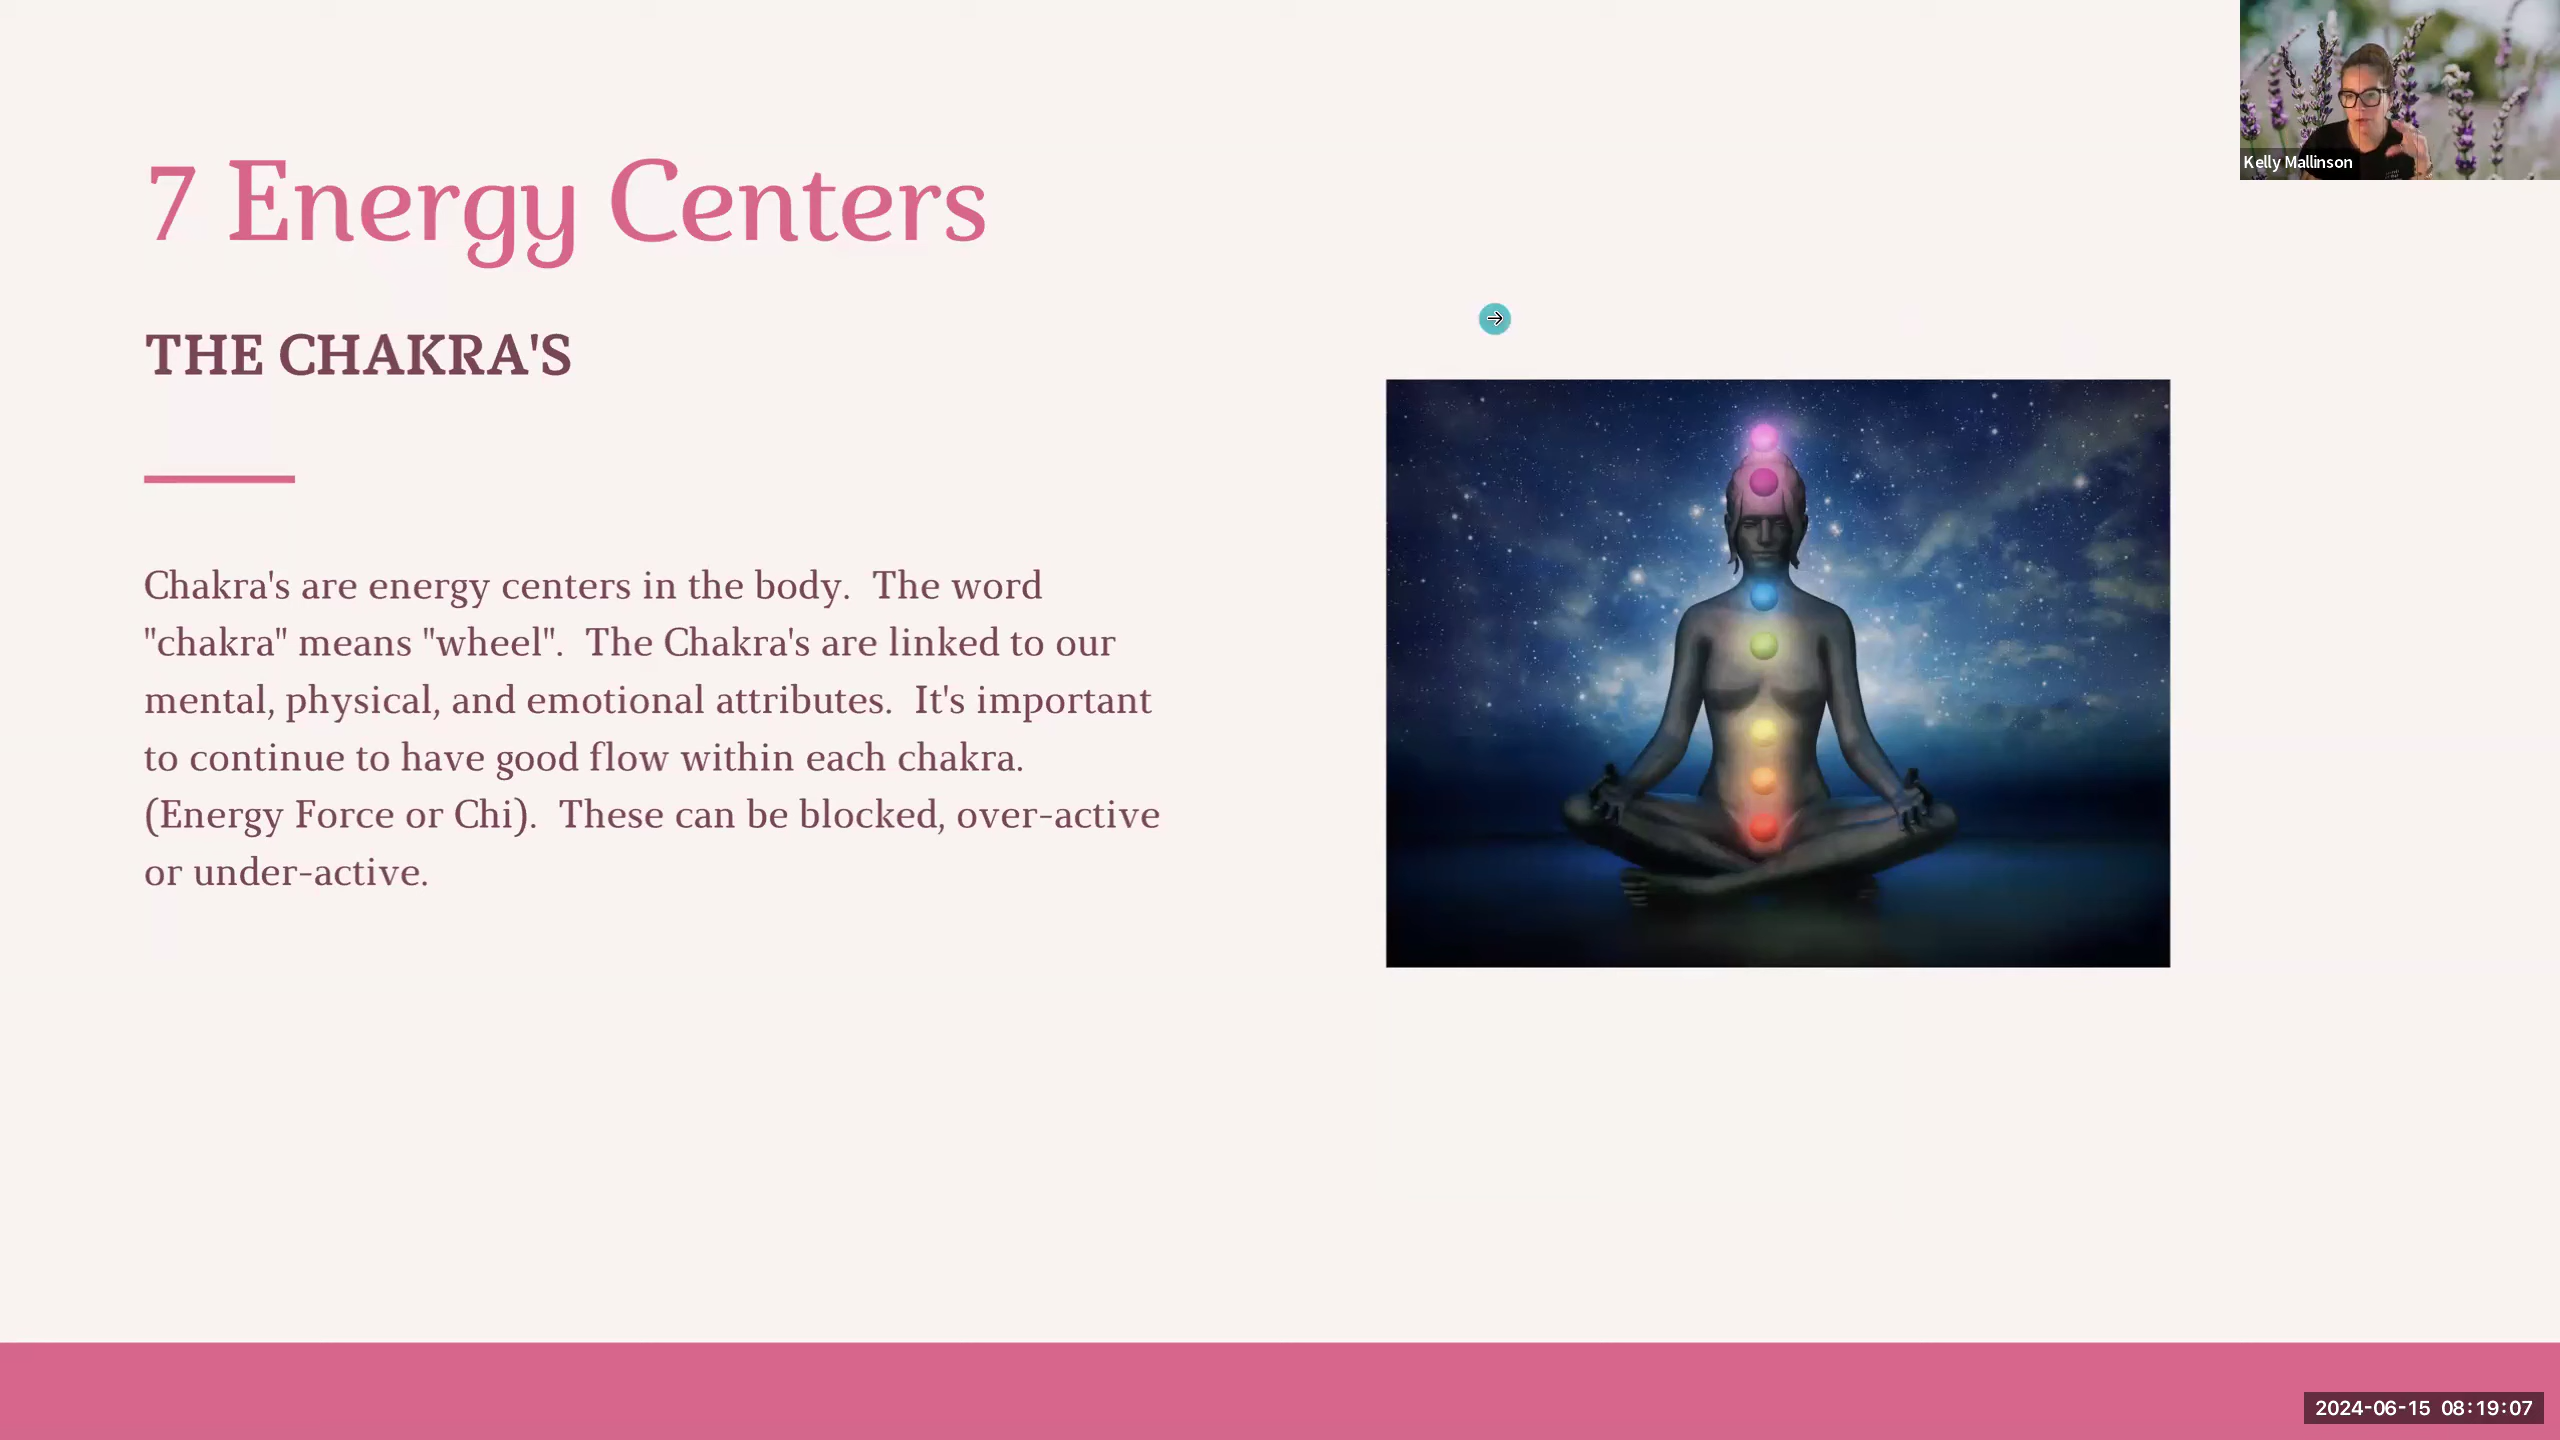 7 Energy Centers
THE CHAKRA'S
Chakra's are energy centers in the body.  The word
"chakra" means "wheel".  The Chakra's are linked to our
mental, physical, and emotional attributes.  It's important
to continue to have good flow within each chakra.
(Energy Force or Chi).  These can be blocked, over-active
or under-active.
Kelly Mallinson
2024-06-15 08:19:07